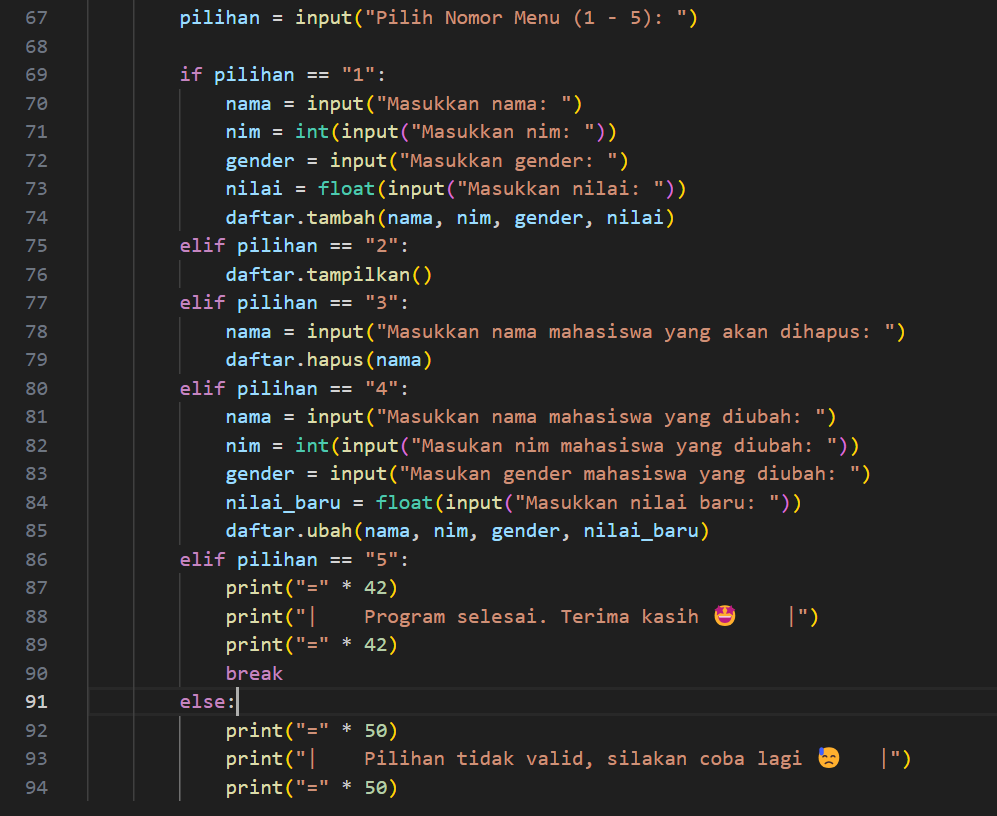 67 pilihan = input("Pilih Nomor Menu (1 - 5): ")
68
69 if pilihan == "1":
70 nama = input("Masukkan nama: ")
71 nim = int(input("Masukkan nim: "))
72 gender = input("Masukkan gender: ")
73 nilai = float(input("Masukkan nilai: "))
74 daftar.tambah(nama, nim, gender, nilai)
75 elif pilihan == "2":
76 daftar.tampilkan()
77 elif pilihan == "3":
78 nama = input("Masukkan nama mahasiswa yang akan dihapus: ")
79 daftar.hapus(nama)
80 elif pilihan == "4":
81 nama = input("Masukkan nama mahasiswa yang diubah: ")
82 nim = int(input("Masukan nim mahasiswa yang diubah: "))
83 gender = input("Masukan gender mahasiswa yang diubah: ")
84 nilai_baru = float(input("Masukkan nilai baru: "))
85 daftar.ubah(nama, nim, gender, nilai_baru)
86 elif pilihan == "5":
87 print("=" * 42)
88 print("|    Program selesai. Terima kasih 🤩    |")
89 print("=" * 42)
90 break
91 else:
92 print("=" * 50)
93 print("|    Pilihan tidak valid, silakan coba lagi 😓   |")
94 print("=" * 50)